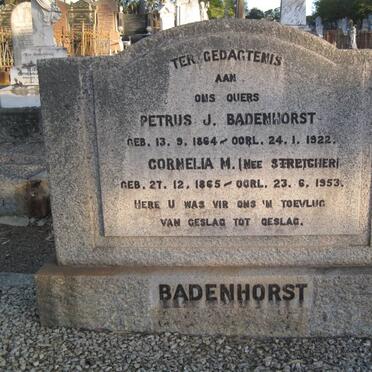 TER GEDAGTENIS
AAN
ONS OUERS
PETRUS J. BADENHORST
GEB. 13. 9. 1864 - OORL. 24. 1. 1922.
CORNELIA M. (NEE STREICHER)
GEB. 27. 12. 1865 - OORL. 23. 6. 1953.
HERE U WAS VIR ONS 'N TOEVLUG
VAN GESLAG TOT GESLAG.
BADENHORST